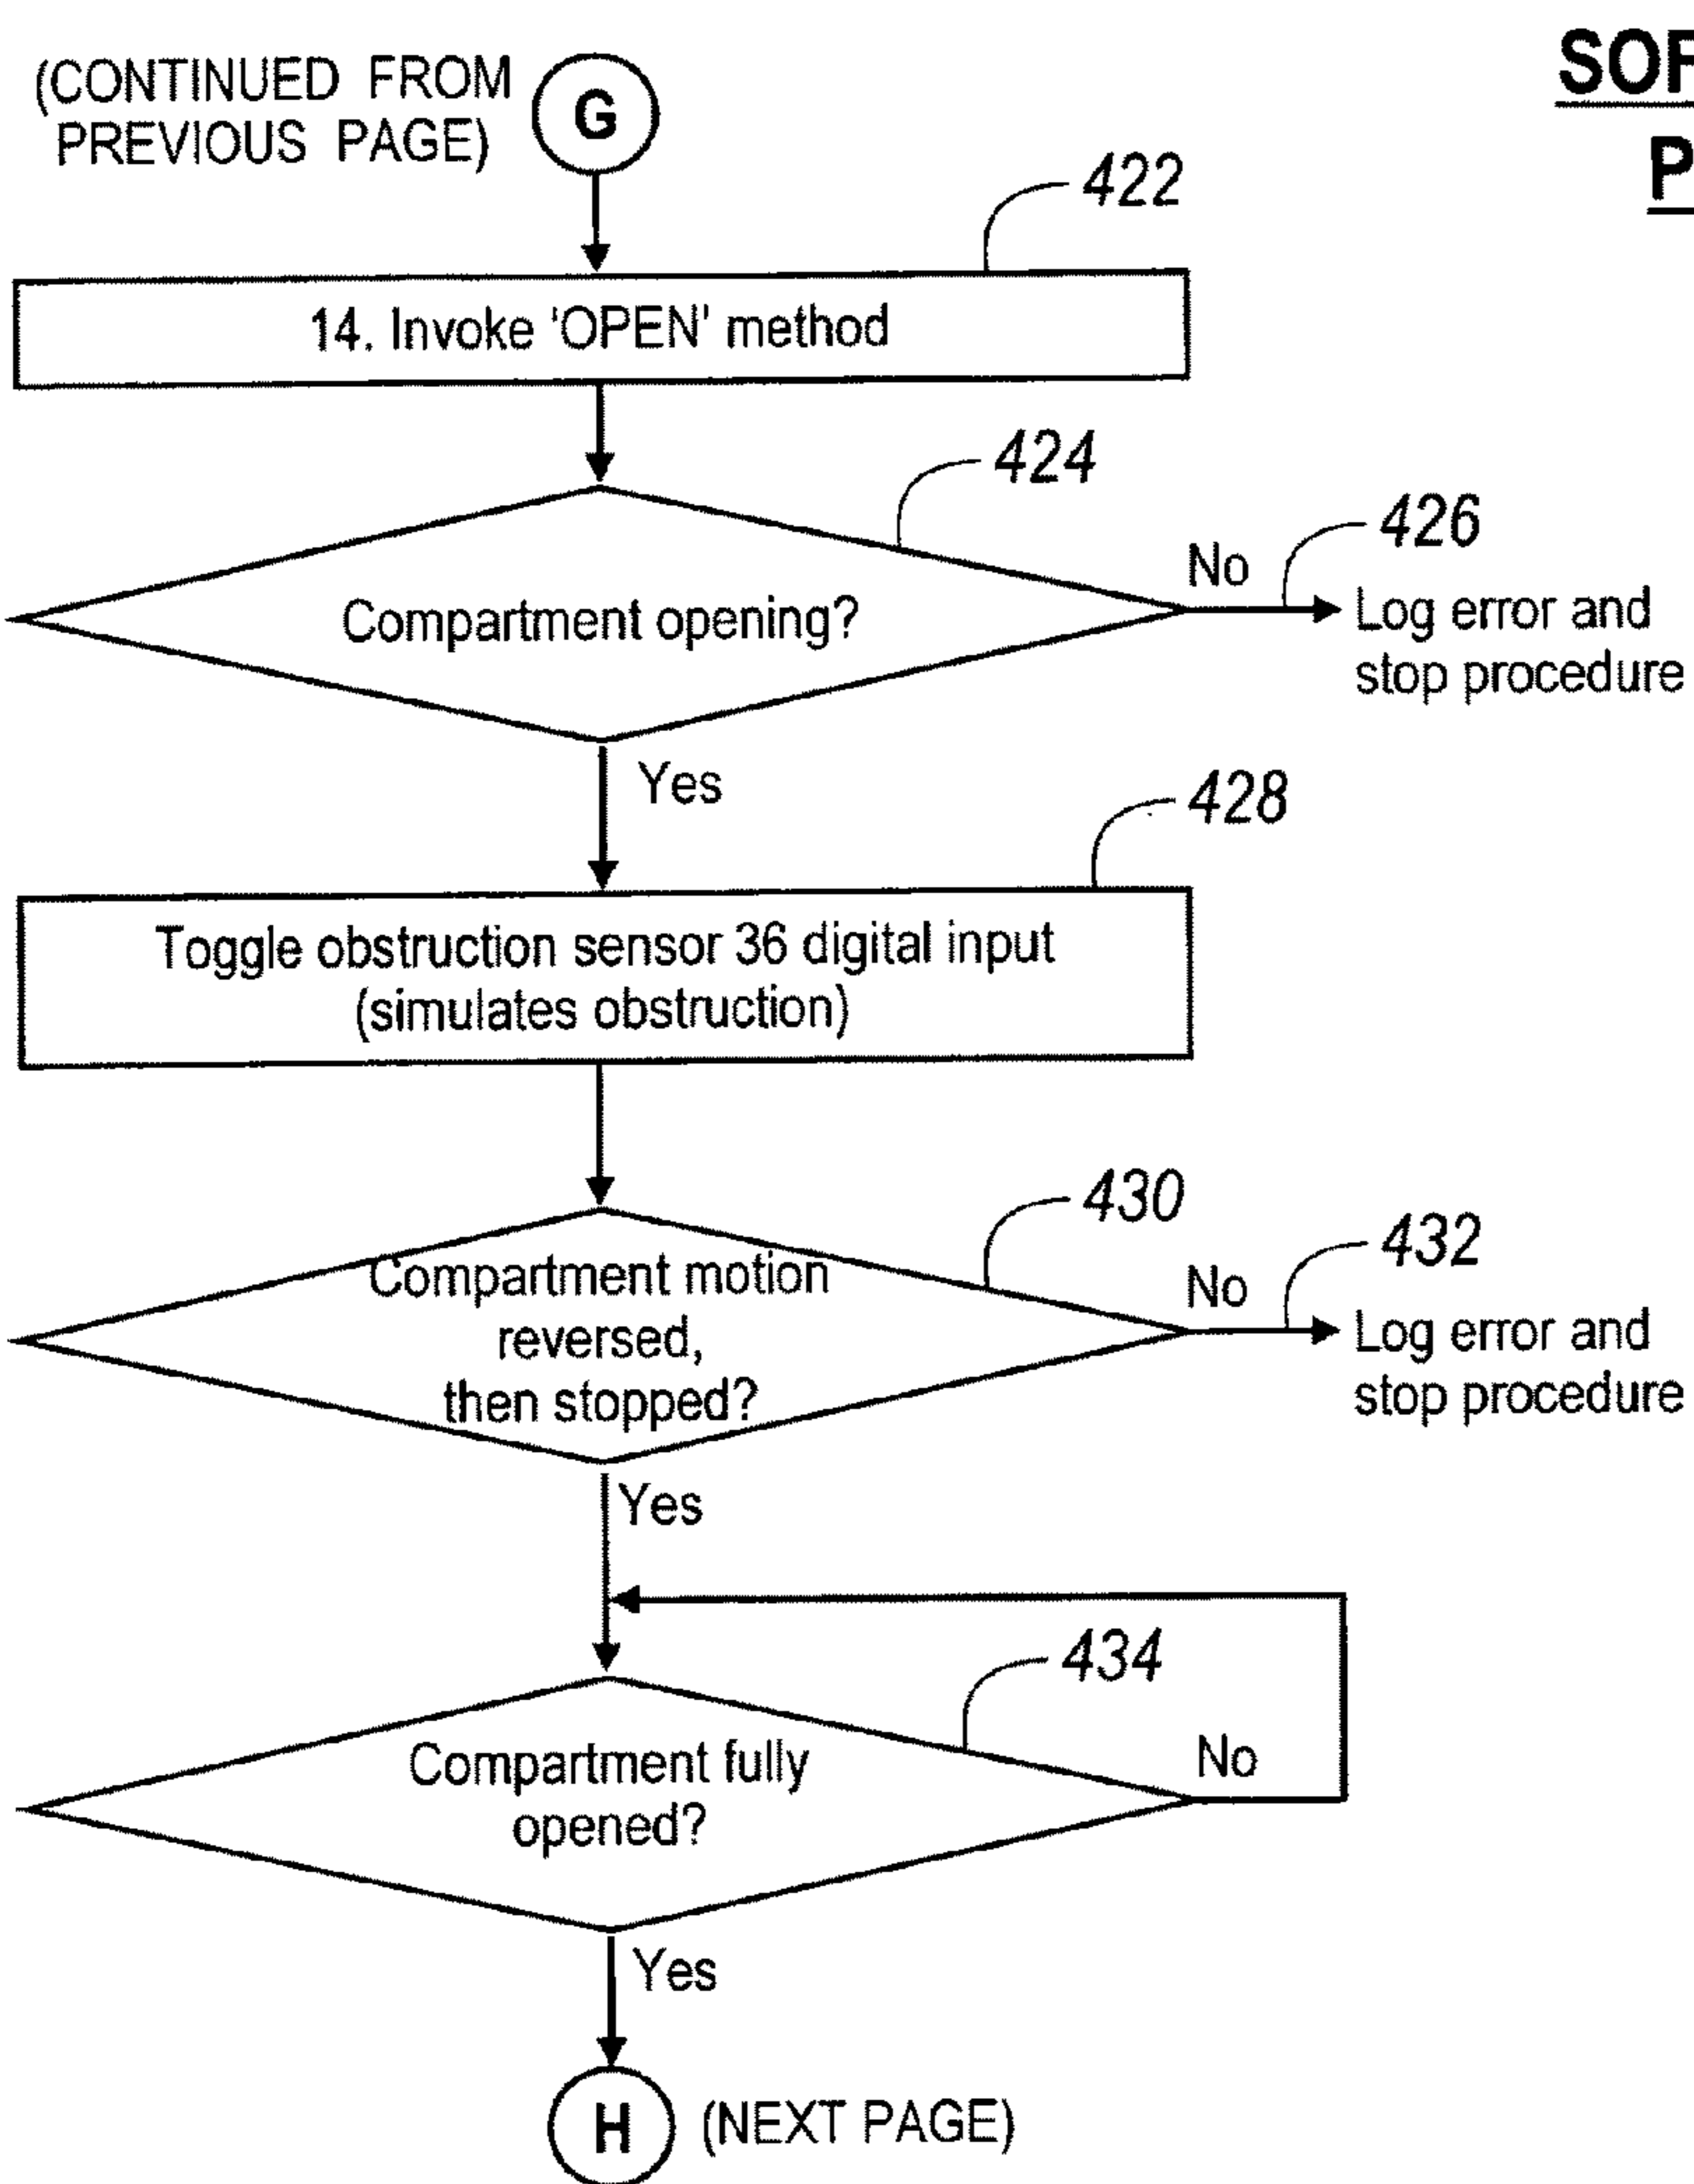 (CONTINUED FROM
PREVIOUS PAGE)
G
SOF
P
422
14. Invoke 'OPEN' method
424
Compartment opening?
No
426
Log error and
stop procedure
Yes
428
Toggle obstruction sensor 36 digital input
(simulates obstruction)
430
Compartment motion
reversed,
then stopped?
No
432
Log error and
stop procedure
Yes
434
Compartment fully
opened?
No
Yes
H
(NEXT PAGE)